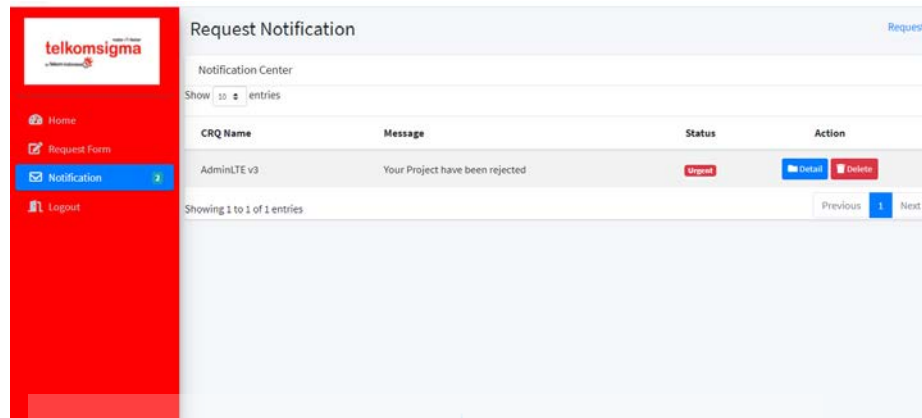 telkomsigma
Request Notification
Request
Notification Center
Show 10 entries
Home
Request Form
Notification 2
Logout
CRQ Name Message Status Action
AdminLTE v3 Your Project have been rejected Urgent Detail Delete
Showing 1 to 1 of 1 entries
Previous 1 Next